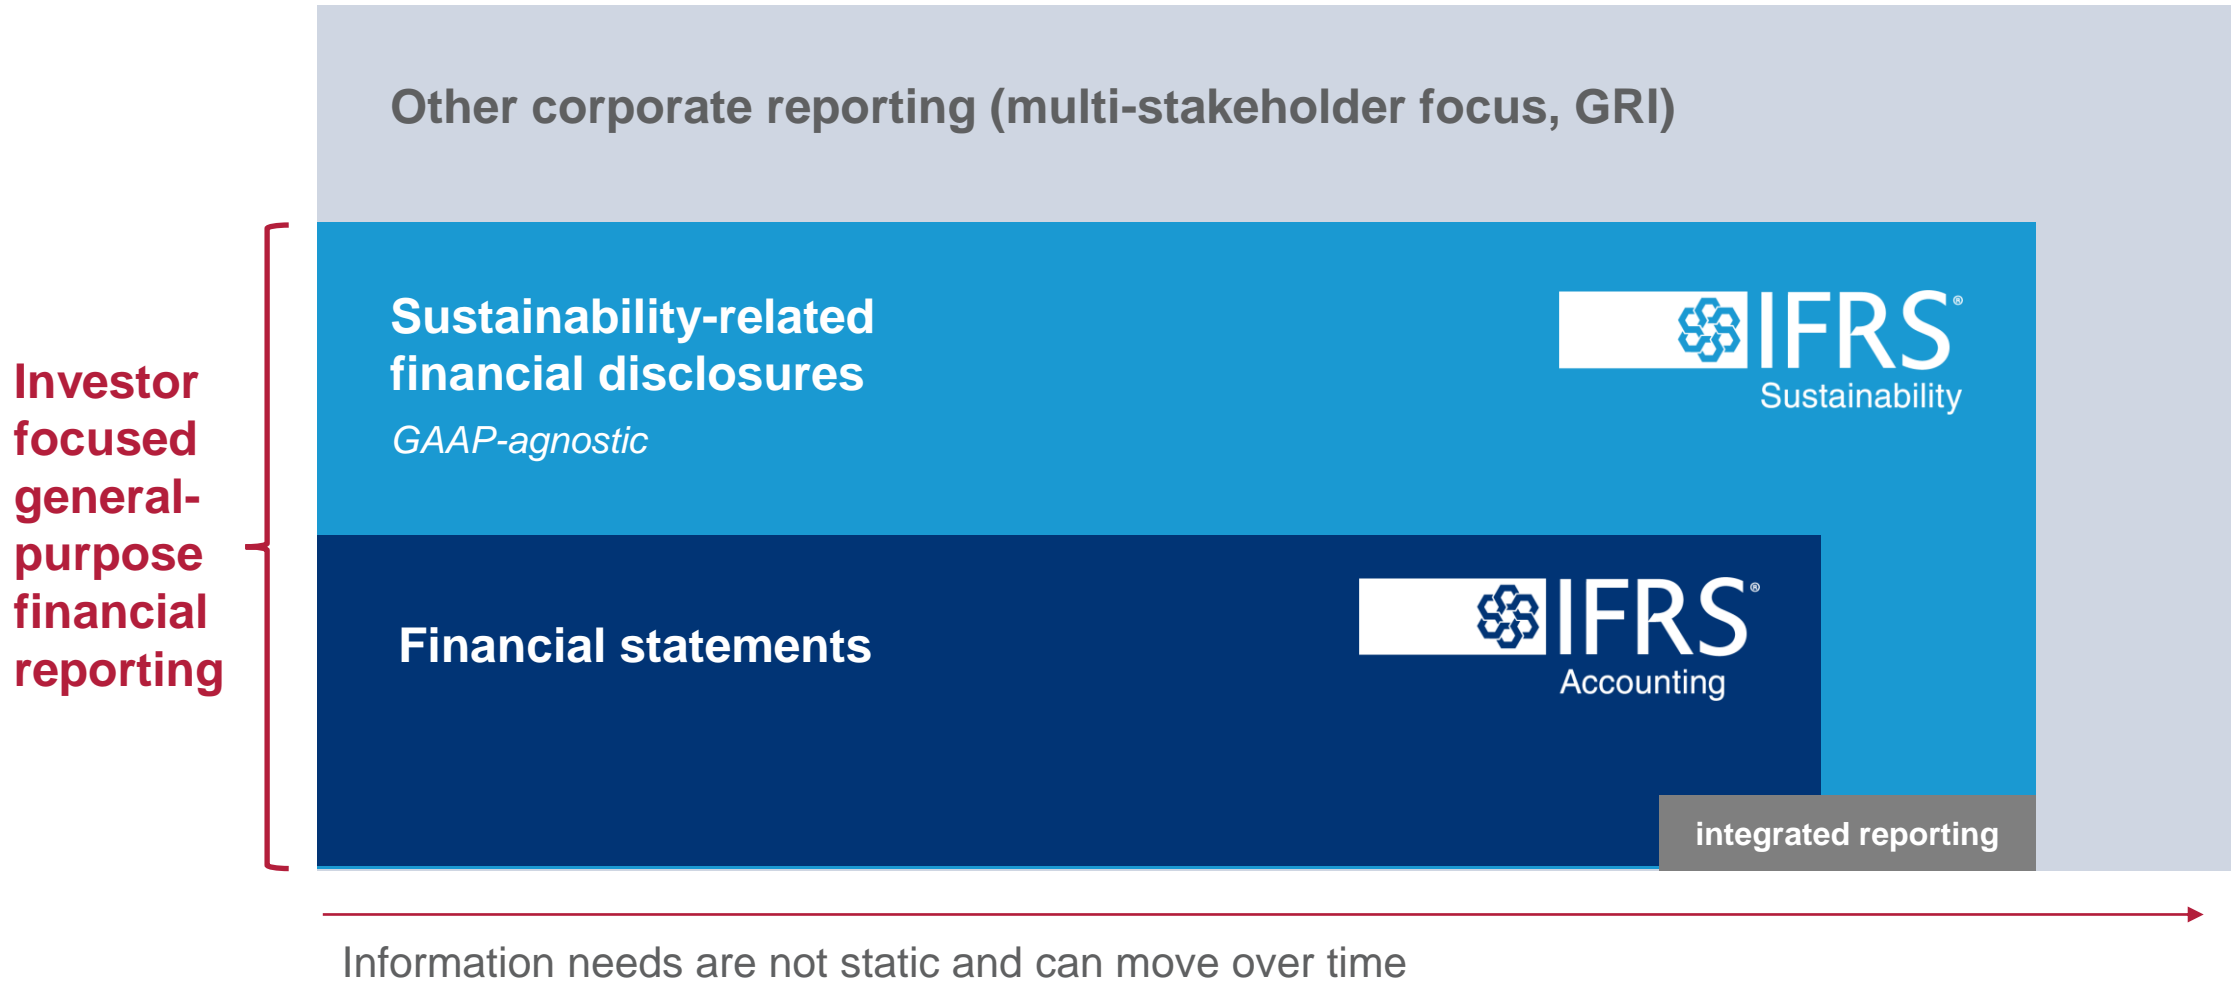 Other corporate reporting (multi-stakeholder focus, GRI)
Investor
focused
general-
purpose
financial
reporting
Sustainability-related
financial disclosures
GAAP-agnostic
IFRS®
Sustainability
Financial statements
IFRS®
Accounting
integrated reporting
Information needs are not static and can move over time